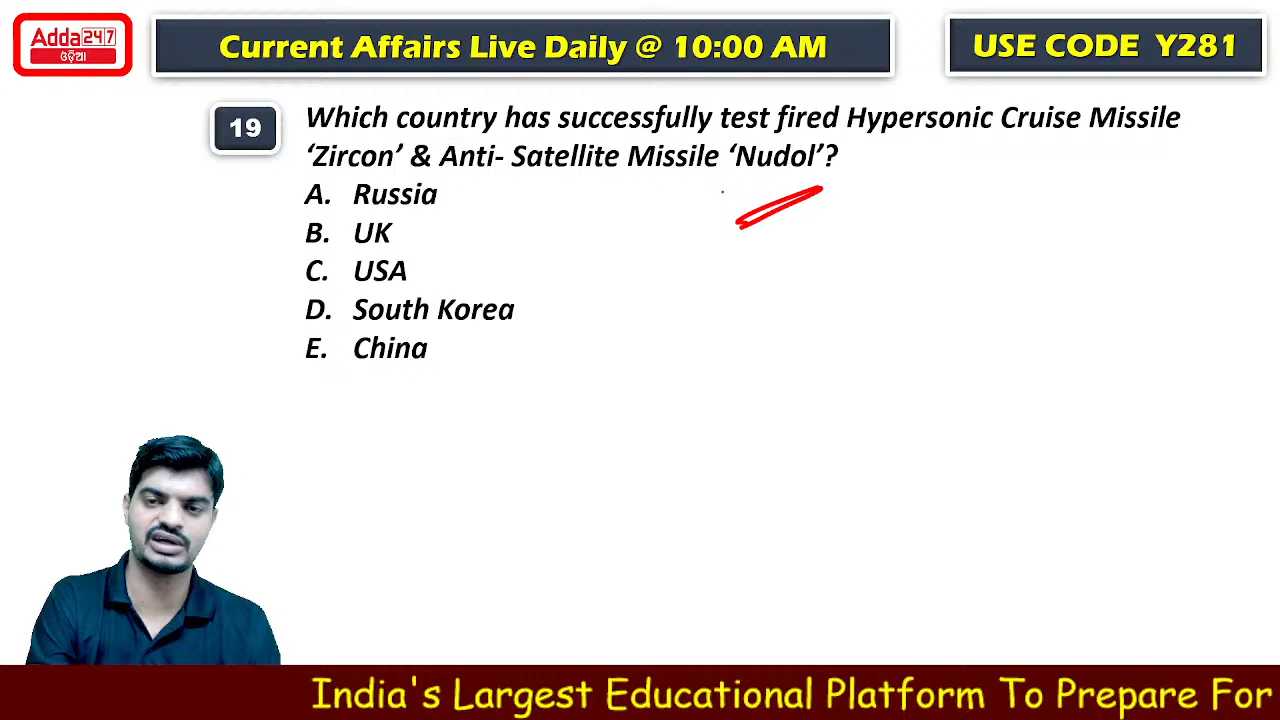 Adda247
ଓଡ଼ିଆ
Current Affairs Live Daily @ 10:00 AM
USE CODE Y281
19
Which country has successfully test fired Hypersonic Cruise Missile
‘Zircon’ & Anti- Satellite Missile ‘Nudol’?
A. Russia
B. UK
C. USA
D. South Korea
E. China
India's Largest Educational Platform To Prepare For